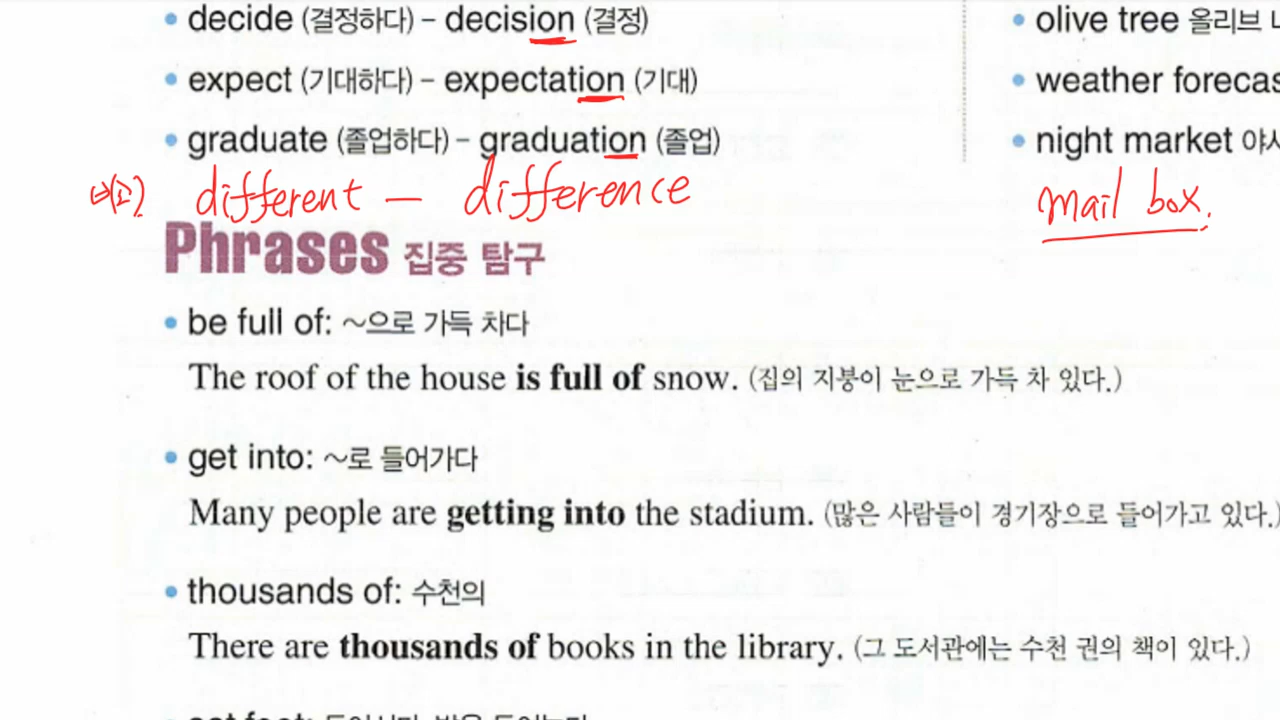 • decide (결정하다) – decision (결정)
• expect (기대하다) – expectation (기대)
• graduate (졸업하다) – graduation (졸업)
비교) different – difference
• olive tree 올리브
• weather forecas
• night market 야시
mail box.
Phrases 집중 탐구
• be full of: ~으로 가득 차다
The roof of the house is full of snow. (집의 지붕이 눈으로 가득 차 있다.)
• get into: ~로 들어가다
Many people are getting into the stadium. (많은 사람들이 경기장으로 들어가고 있다.)
• thousands of: 수천의
There are thousands of books in the library. (그 도서관에는 수천 권의 책이 있다.)